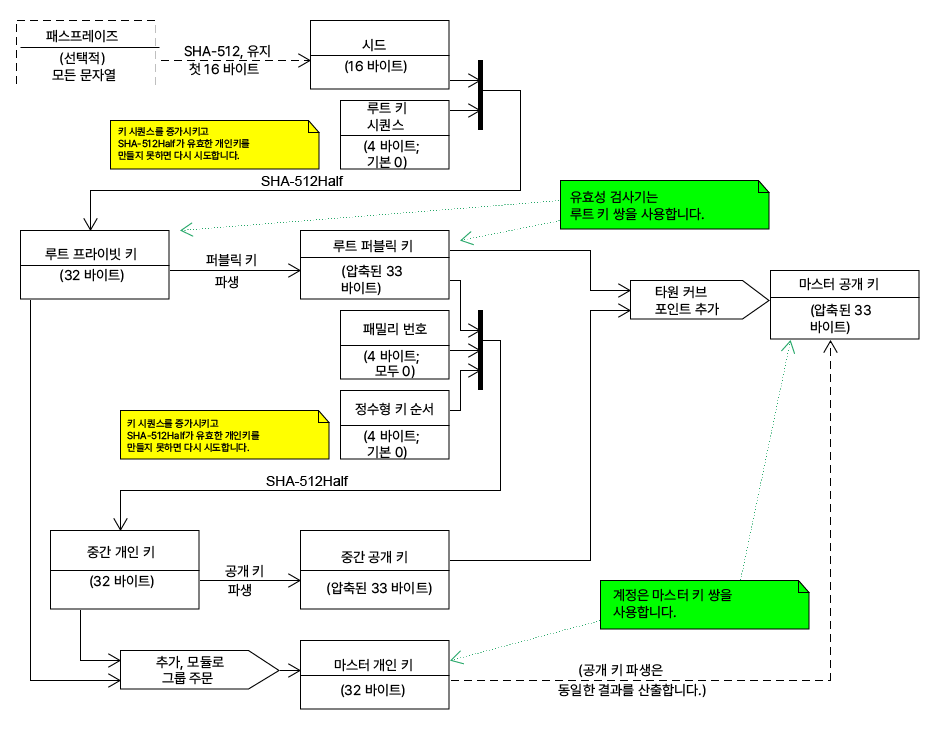 패스프레이즈
(선택적)
모든 문자열
SHA-512, 유지
첫 16 바이트
시드
(16 바이트)
루트 키
시퀀스
(4 바이트;
기본 0)
키 시퀀스를 증가시키고
SHA-512Half가 유효한 개인키를
만들지 못하면 다시 시도합니다.
SHA-512Half
유효성 검사기는
루트 키 쌍을 사용합니다.
루트 프라이빗 키
(32 바이트)
퍼블릭 키
파생
루트 퍼블릭 키
(압축된 33
바이트)
타원 커브
포인트 추가
마스터 공개 키
(압축된 33
바이트)
패밀리 번호
(4 바이트;
모두 0)
정수형 키 순서
(4 바이트;
기본 0)
키 시퀀스를 증가시키고
SHA-512Half가 유효한 개인키를
만들지 못하면 다시 시도합니다.
SHA-512Half
중간 개인 키
(32 바이트)
공개 키
파생
중간 공개 키
(압축된 33 바이트)
계정은 마스터 키 쌍을
사용합니다.
추가, 모듈로
그룹 주문
마스터 개인 키
(32 바이트)
(공개 키 파생은
동일한 결과를 산출합니다.)